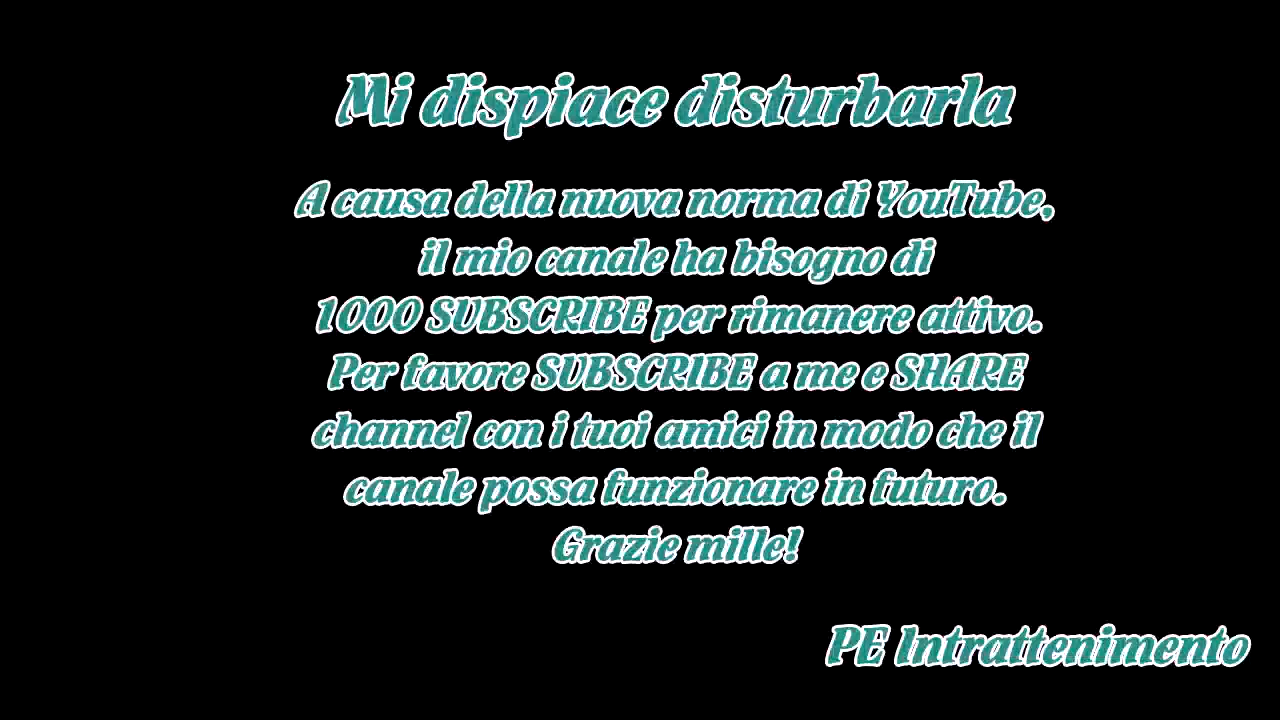 Mi dispiace disturbarla
A causa della nuova norma di YouTube,
il mio canale ha bisogno di
1000 SUBSCRIBE per rimanere attivo.
Per favore SUBSCRIBE a me e SHARE
channel con i tuoi amici in modo che il
canale possa funzionare in futuro.
Grazie mille!
PE Intrattenimento